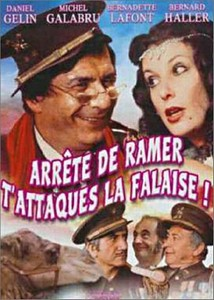 DANIEL GELIN
MICHEL GALABRU
BERNADETTE LAFONT
BERNARD HALLER
ARRÊTE DE RAMER
T'ATTAQUES LA FALAISE !